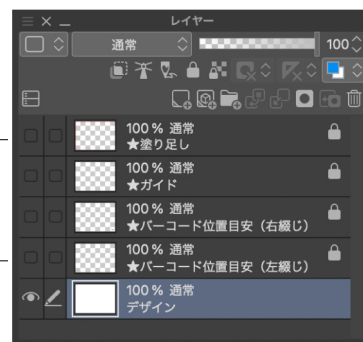 レイヤー
通常 100
100 % 通常
★塗り足し
100 % 通常
★ガイド
100 % 通常
★バーコード位置目安（右綴じ）
100 % 通常
★バーコード位置目安（左綴じ）
100 % 通常
デザイン